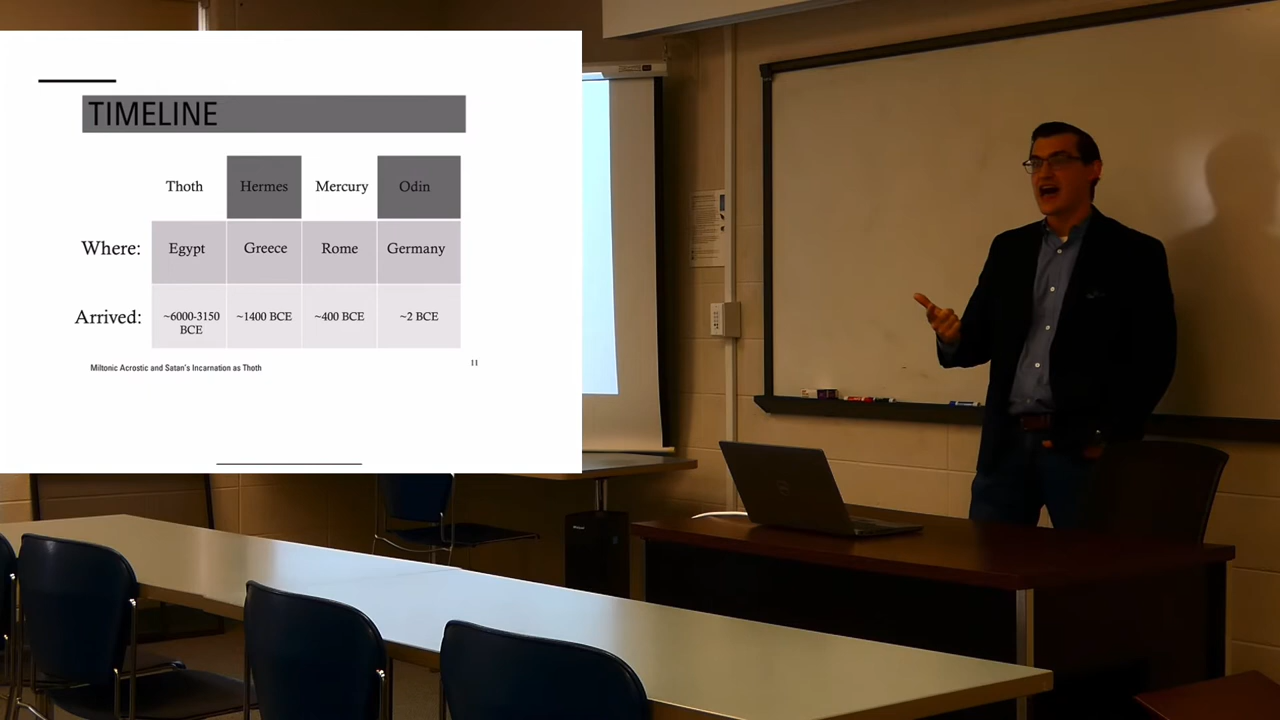 TIMELINE
Thoth Hermes Mercury Odin
Where: Egypt Greece Rome Germany
Arrived: ~6000-3150 BCE ~1400 BCE ~400 BCE ~2 BCE
Miltonic Acrostic and Satan's Incarnation as Thoth
11